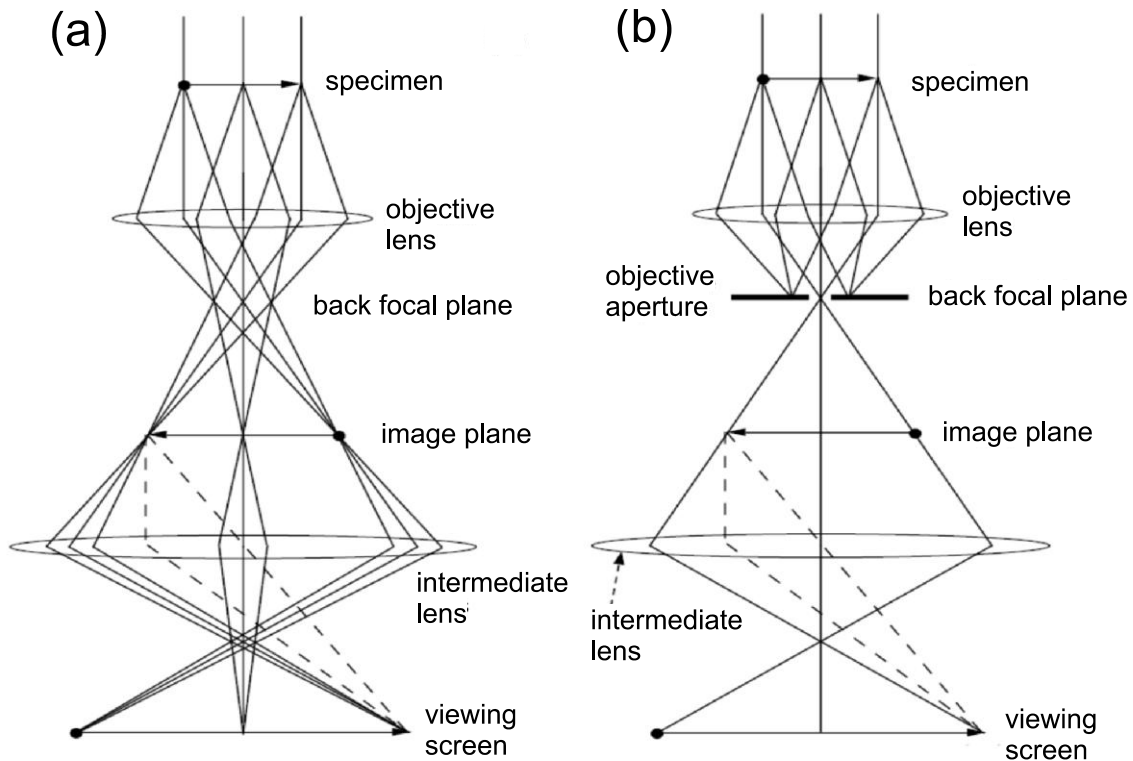 (a)
specimen
objective
lens
back focal plane
image plane
intermediate
lens
viewing
screen
(b)
specimen
objective
lens
objective
aperture
back focal plane
image plane
intermediate
lens
viewing
screen